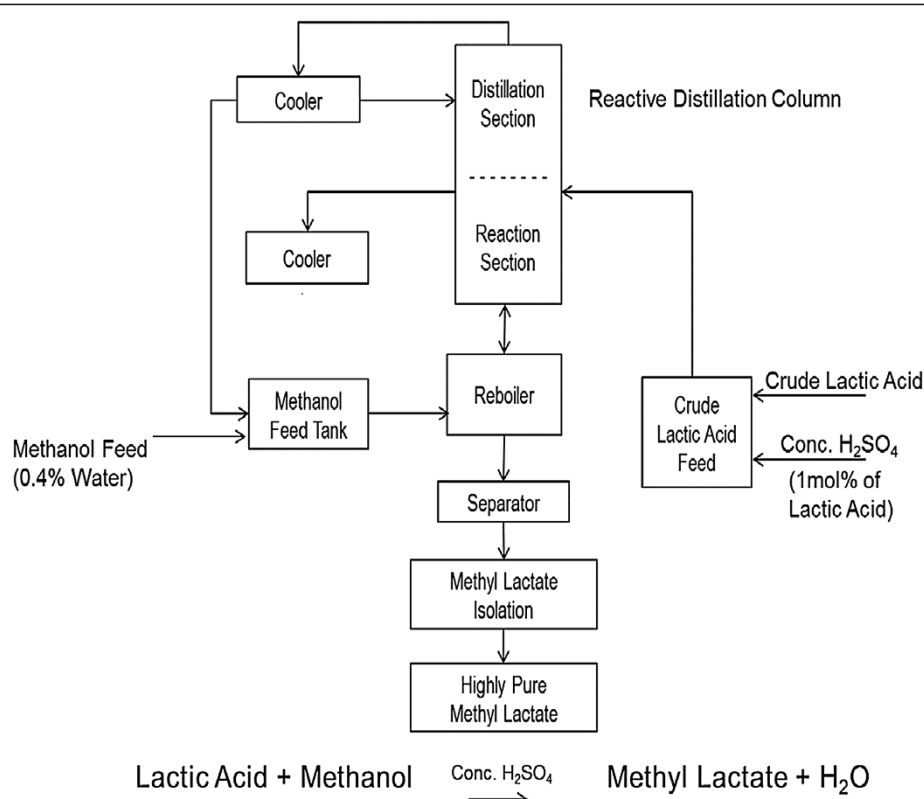 Cooler
Distillation
Section
Reactive Distillation Column
Reaction
Section
Cooler
Methanol
Feed Tank
Reboiler
Crude
Lactic Acid
Feed
Crude Lactic Acid
Conc. H₂SO₄
(1mol% of
Lactic Acid)
Methanol Feed
(0.4% Water)
Separator
Methyl Lactate
Isolation
Highly Pure
Methyl Lactate
Lactic Acid + Methanol Conc. H₂SO₄ Methyl Lactate + H₂O